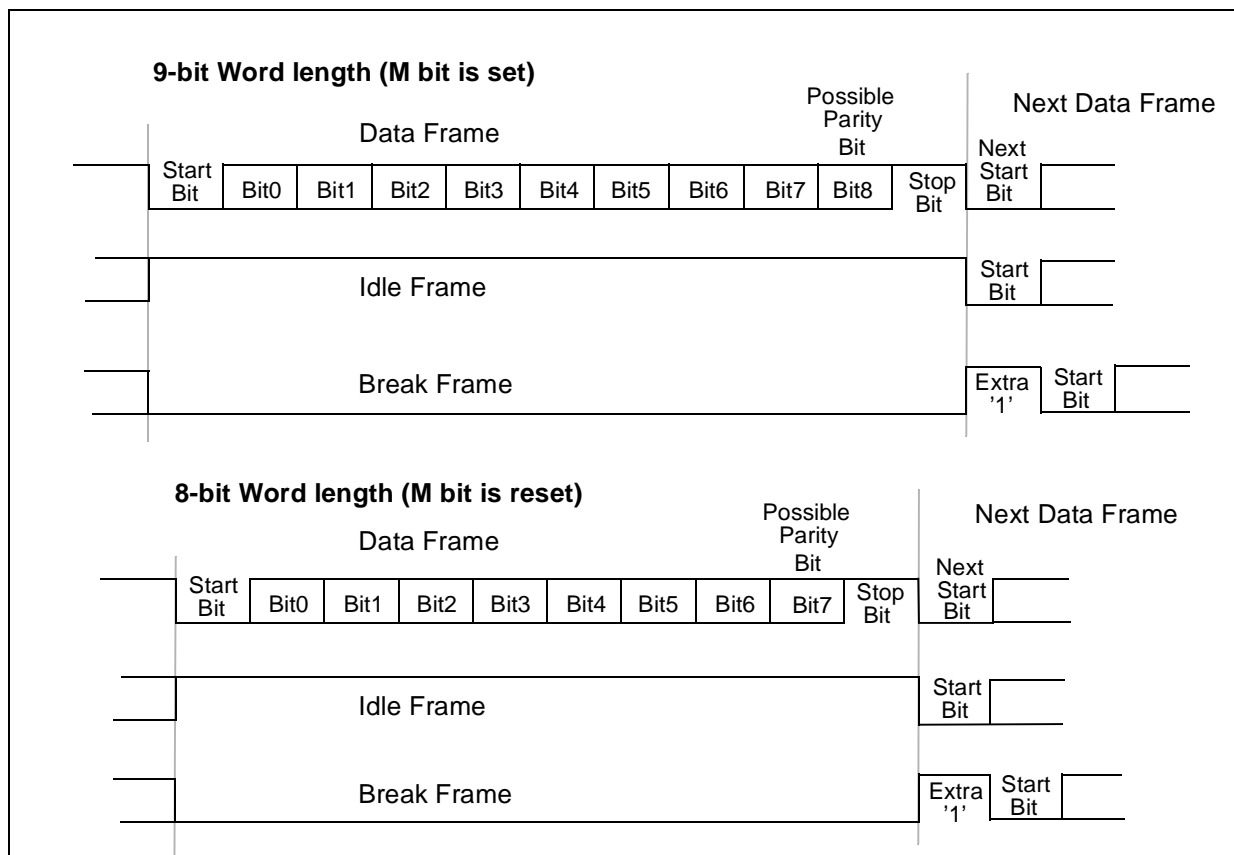 9-bit Word length (M bit is set)
Possible
Parity
Bit
Next Data Frame
Data Frame
Next
Start
Bit
Start
Bit
Bit0
Bit1
Bit2
Bit3
Bit4
Bit5
Bit6
Bit7
Bit8
Stop
Bit
Idle Frame
Start
Bit
Break Frame
Extra
'1'
Start
Bit
8-bit Word length (M bit is reset)
Possible
Parity
Bit
Next Data Frame
Data Frame
Next
Start
Bit
Start
Bit
Bit0
Bit1
Bit2
Bit3
Bit4
Bit5
Bit6
Bit7
Stop
Bit
Idle Frame
Start
Bit
Break Frame
Extra
'1'
Start
Bit